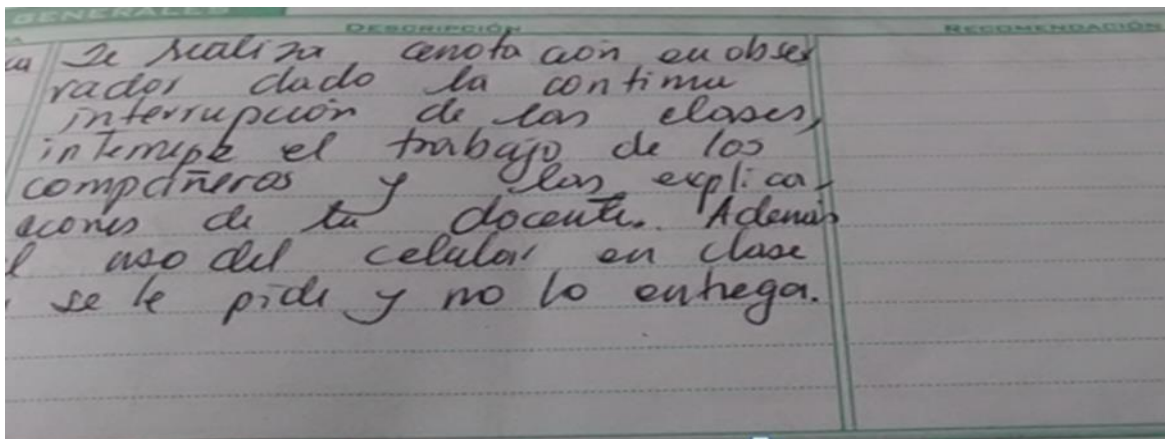 GENERALES
DESCRIPCIÓN RECOMENDACIÓN
ca Se realiza anotación en obser
vador dado la continua
interrupción de las clases,
interrumpe el trabajo de los
compañeros y las explica-
aciones de la docente. Además
l uso del celular en clase
se le pide y no lo entrega.